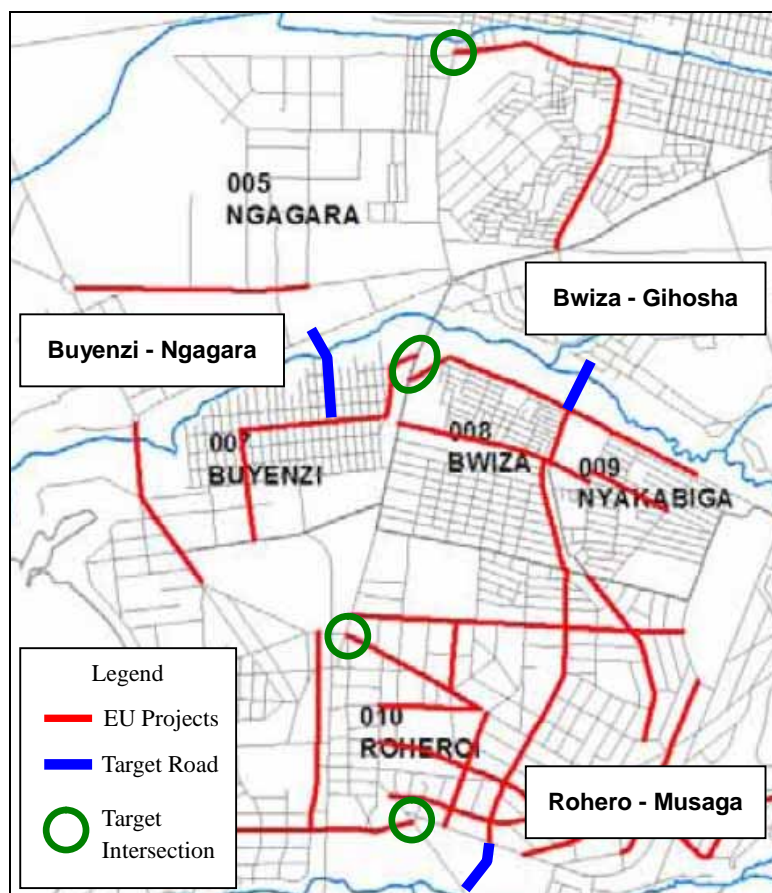 005
NGAGARA
Bwiza - Gihosha
Buyenzi - Ngagara
007
BUYENZI
008
BWIZA
009
NYAKABIGA
Legend
EU Projects
Target Road
Target
Intersection
010
ROHEROI
Rohero - Musaga